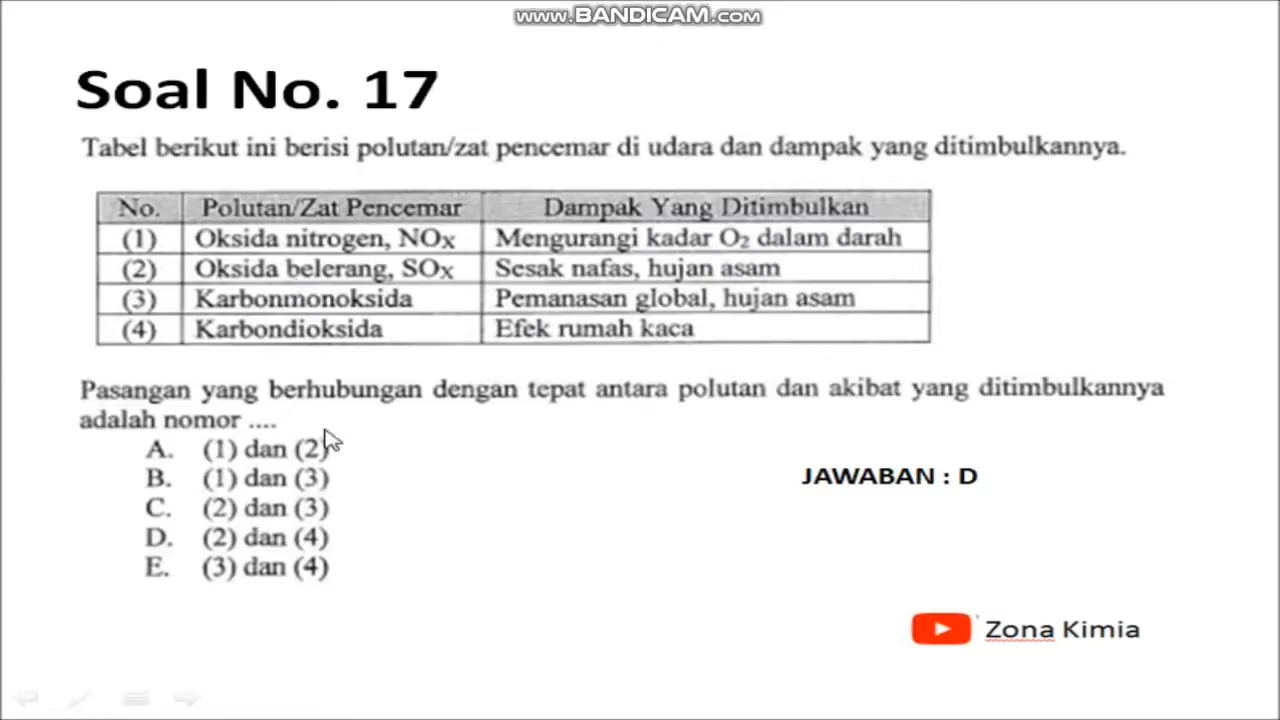 www.BANDICAM.com
Soal No. 17
Tabel berikut ini berisi polutan/zat pencemar di udara dan dampak yang ditimbulkannya.
No. Polutan/Zat Pencemar Dampak Yang Ditimbulkan
(1) Oksida nitrogen, NOx Mengurangi kadar O₂ dalam darah
(2) Oksida belerang, SOx Sesak nafas, hujan asam
(3) Karbonmonoksida Pemanasan global, hujan asam
(4) Karbondioksida Efek rumah kaca
Pasangan yang berhubungan dengan tepat antara polutan dan akibat yang ditimbulkannya
adalah nomor ....
A. (1) dan (2)
B. (1) dan (3)
C. (2) dan (3)
D. (2) dan (4)
E. (3) dan (4)
JAWABAN : D
Zona Kimia